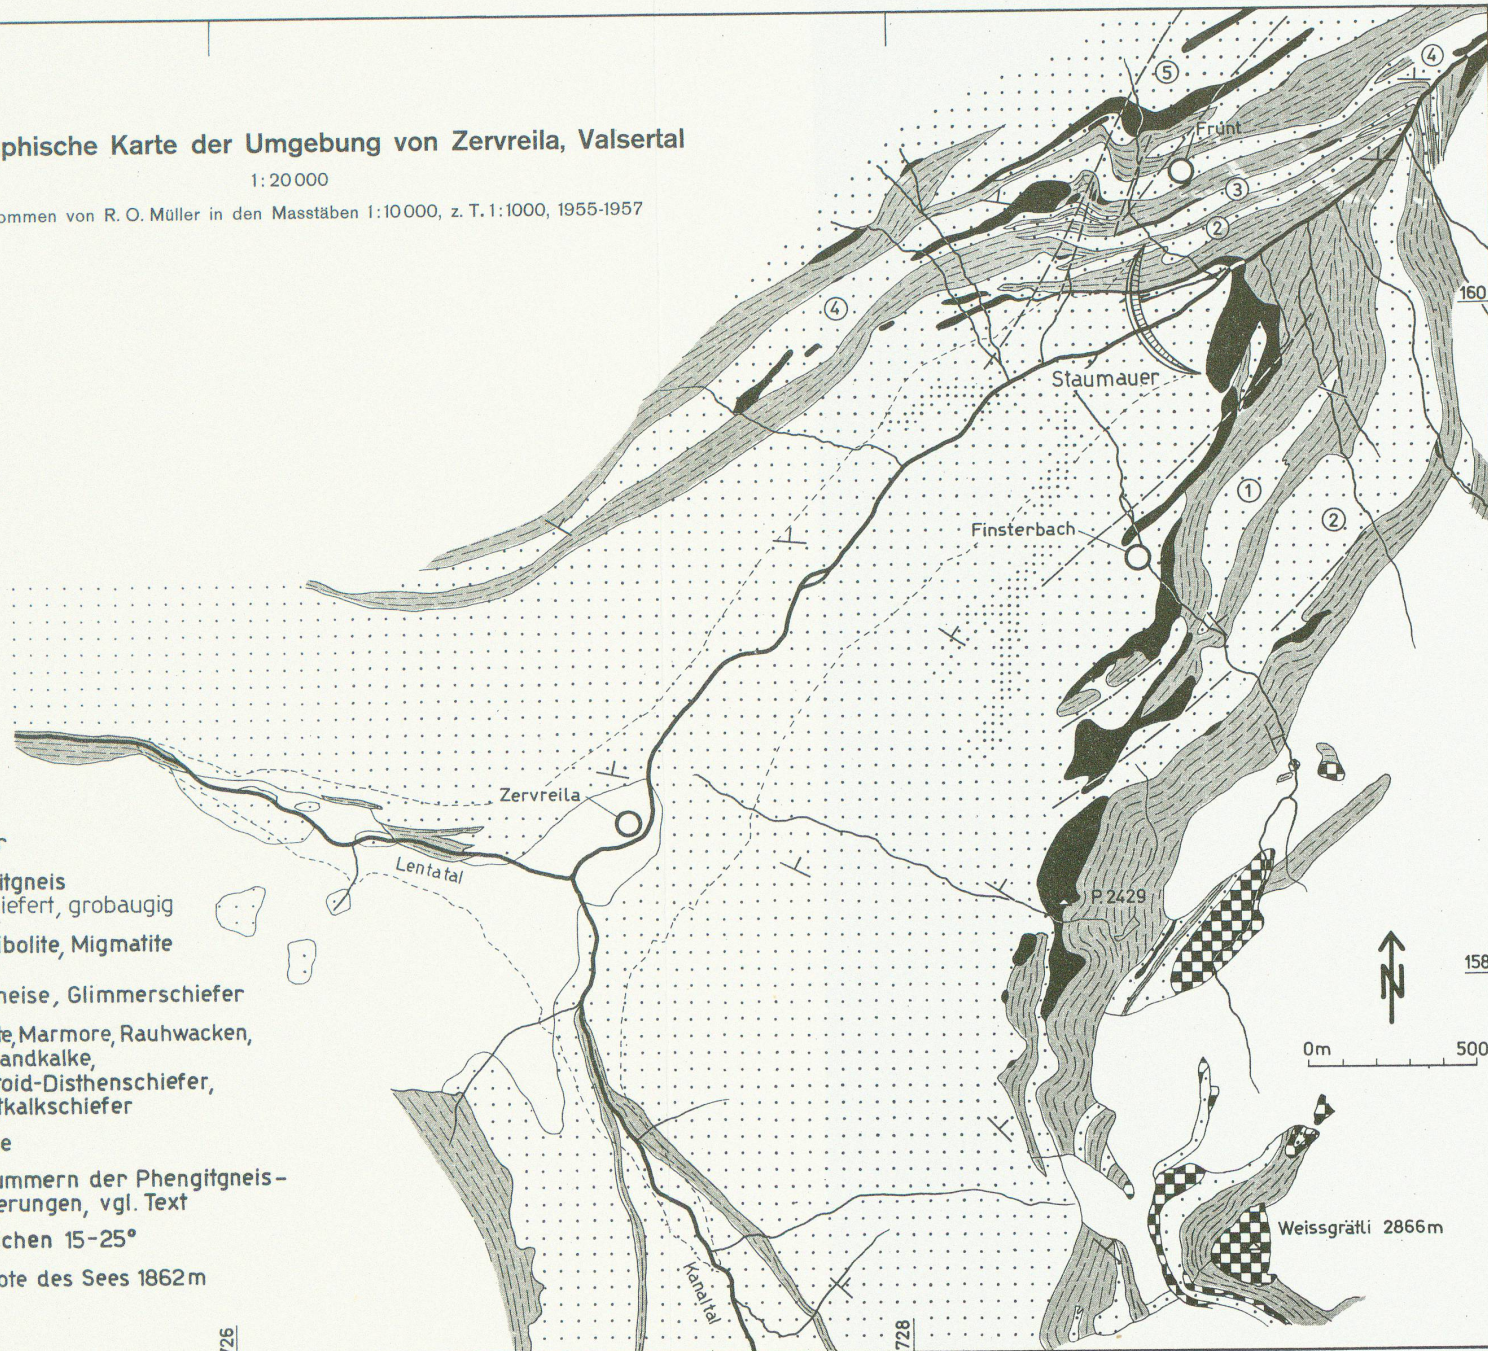 phische Karte der Umgebung von Zervreila, Valsertal
1:20000
ommen von R. O. Müller in den Masstäben 1:10000, z. T. 1:1000, 1955-1957
5
4
Frunt
3
2
160
4
Staumauer
1
2
Finsterbach
Zervreila
Lentatal
P. 2429
r
itgneis
iefert, grobaugig
ibolite, Migmatite
neise, Glimmerschiefer
te, Marmore, Rauhwacken,
andkalke,
roid-Disthenschiefer,
tkalkschiefer
e
ummern der Phengitgneis-
erungen, vgl. Text
chen 15-25°
ote des Sees 1862m
N
158
0m 500
Weissgrätli 2866m
Kanaltal
726
728